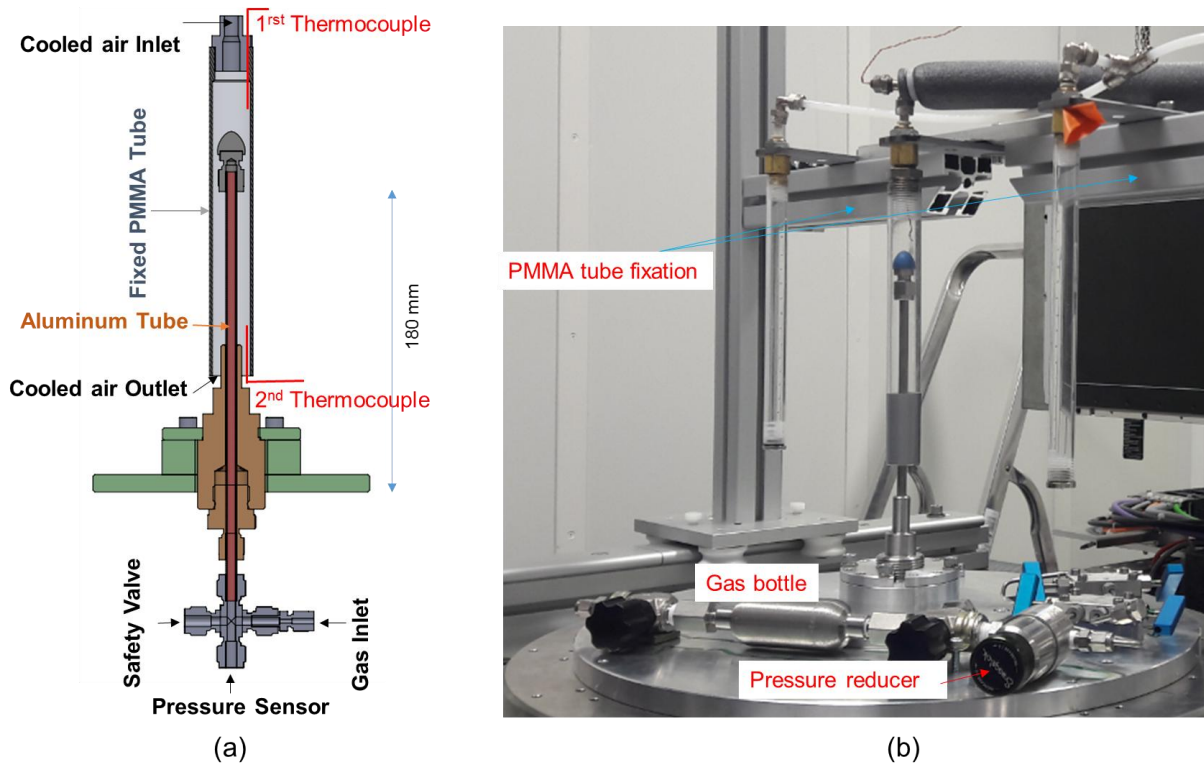 Cooled air Inlet
1rst Thermocouple
Fixed PMMA Tube
Aluminum Tube
180 mm
Cooled air Outlet
2nd Thermocouple
Safety Valve
Gas Inlet
Pressure Sensor
(a)
PMMA tube fixation
Gas bottle
Pressure reducer
(b)